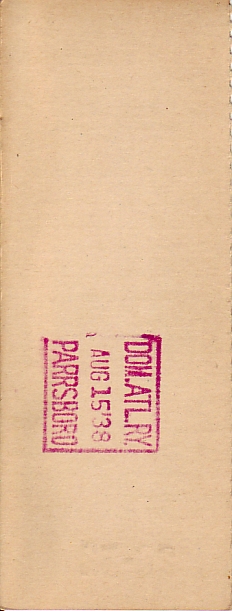 DOM. ATL. RY.
AUG 15'38
PARRSBORO